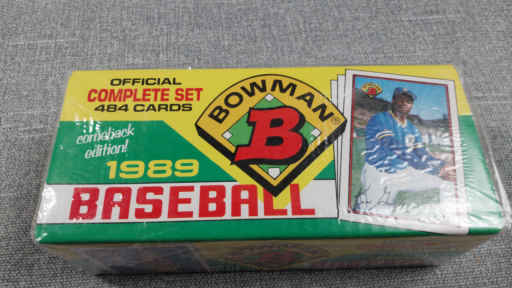 OFFICIAL
COMPLETE SET
484 CARDS
comeback
edition!
1989
BASEBALL
BOWMAN®
B